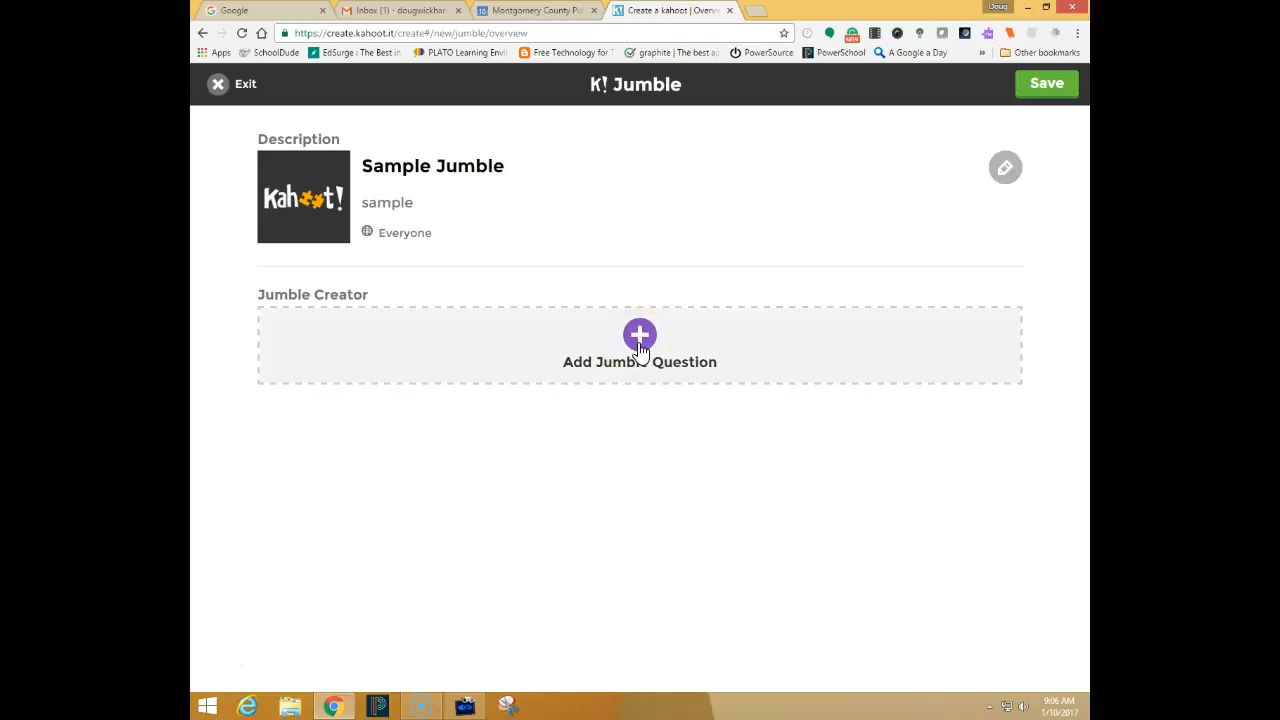 Google
Inbox (1) - dougwickhar
Montgomery County Pu
Create a kahoot | Overv
Doug
https://create.kahoot.it/create#/new/jumble/overview
Apps
SchoolDude
EdSurge | The Best in
PLATO Learning Envir
Free Technology for T
graphite | The best ap
PowerSource
PowerSchool
A Google a Day
»
Other bookmarks
NEW
Exit
K! Jumble
Save
Description
Kahoot!
Sample Jumble
sample
Everyone
Jumble Creator
Add Jumble Question
9:06 AM
1/10/2017